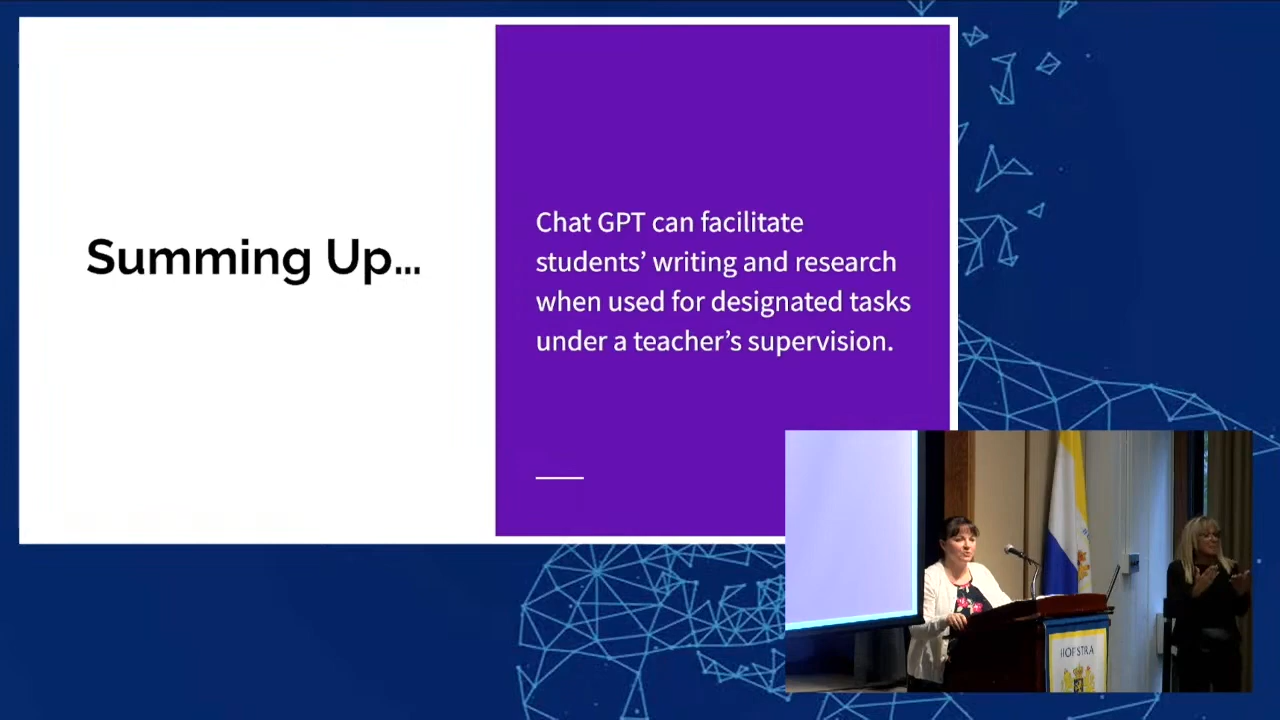 Summing Up...
Chat GPT can facilitate
students’ writing and research
when used for designated tasks
under a teacher’s supervision.
HOFSTRA